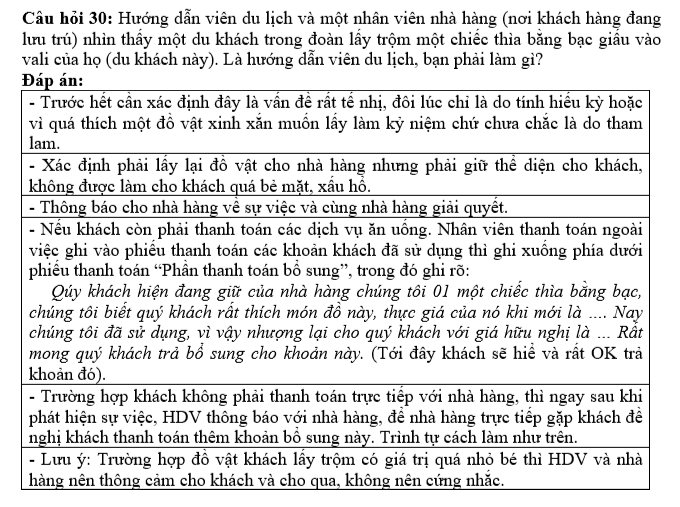 Câu hỏi 30: Hướng dẫn viên du lịch và một nhân viên nhà hàng (nơi khách hàng đang
lưu trú) nhìn thấy một du khách trong đoàn lấy trộm một chiếc thìa bằng bạc giấu vào
vali của họ (du khách này). Là hướng dẫn viên du lịch, bạn phải làm gì?
Đáp án:
- Trước hết cần xác định đây là vấn đề rất tế nhị, đôi lúc chỉ là do tính hiếu kỳ hoặc
vì quá thích một đồ vật xinh xắn muốn lấy làm kỷ niệm chứ chưa chắc là do tham
lam.
- Xác định phải lấy lại đồ vật cho nhà hàng nhưng phải giữ thể diện cho khách,
không được làm cho khách quá bẽ mặt, xấu hổ.
- Thông báo cho nhà hàng về sự việc và cùng nhà hàng giải quyết.
- Nếu khách còn phải thanh toán các dịch vụ ăn uống. Nhân viên thanh toán ngoài
việc ghi vào phiếu thanh toán các khoản khách đã sử dụng thì ghi xuống phía dưới
phiếu thanh toán “Phần thanh toán bổ sung”, trong đó ghi rõ:
Qúy khách hiện đang giữ của nhà hàng chúng tôi 01 một chiếc thìa bằng bạc,
chúng tôi biết quý khách rất thích món đồ này, thực giá của nó khi mới là .... Nay
chúng tôi đã sử dụng, vì vậy nhượng lại cho quý khách với giá hữu nghị là ... Rất
mong quý khách trả bổ sung cho khoản này. (Tới đây khách sẽ hiể và rất OK trả
khoản đó).
- Trường hợp khách không phải thanh toán trực tiếp với nhà hàng, thì ngay sau khi
phát hiện sự việc, HDV thông báo với nhà hàng, để nhà hàng trực tiếp gặp khách đề
nghị khách thanh toán thêm khoản bổ sung này. Trình tự cách làm như trên.
- Lưu ý: Trường hợp đồ vật khách lấy trộm có giá trị quá nhỏ bé thì HDV và nhà
hàng nên thông cảm cho khách và cho qua, không nên cứng nhắc.